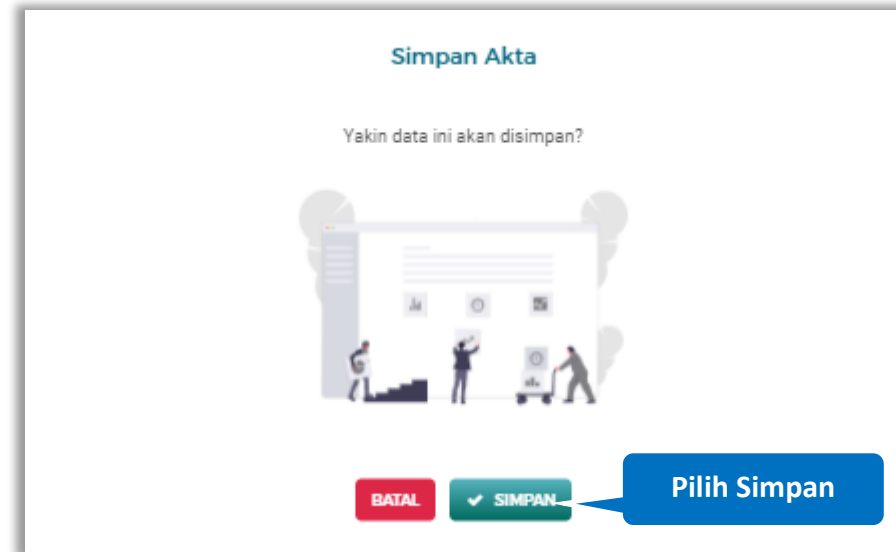 Simpan Akta
Yakin data ini akan disimpan?
BATAL
SIMPAN
Pilih Simpan